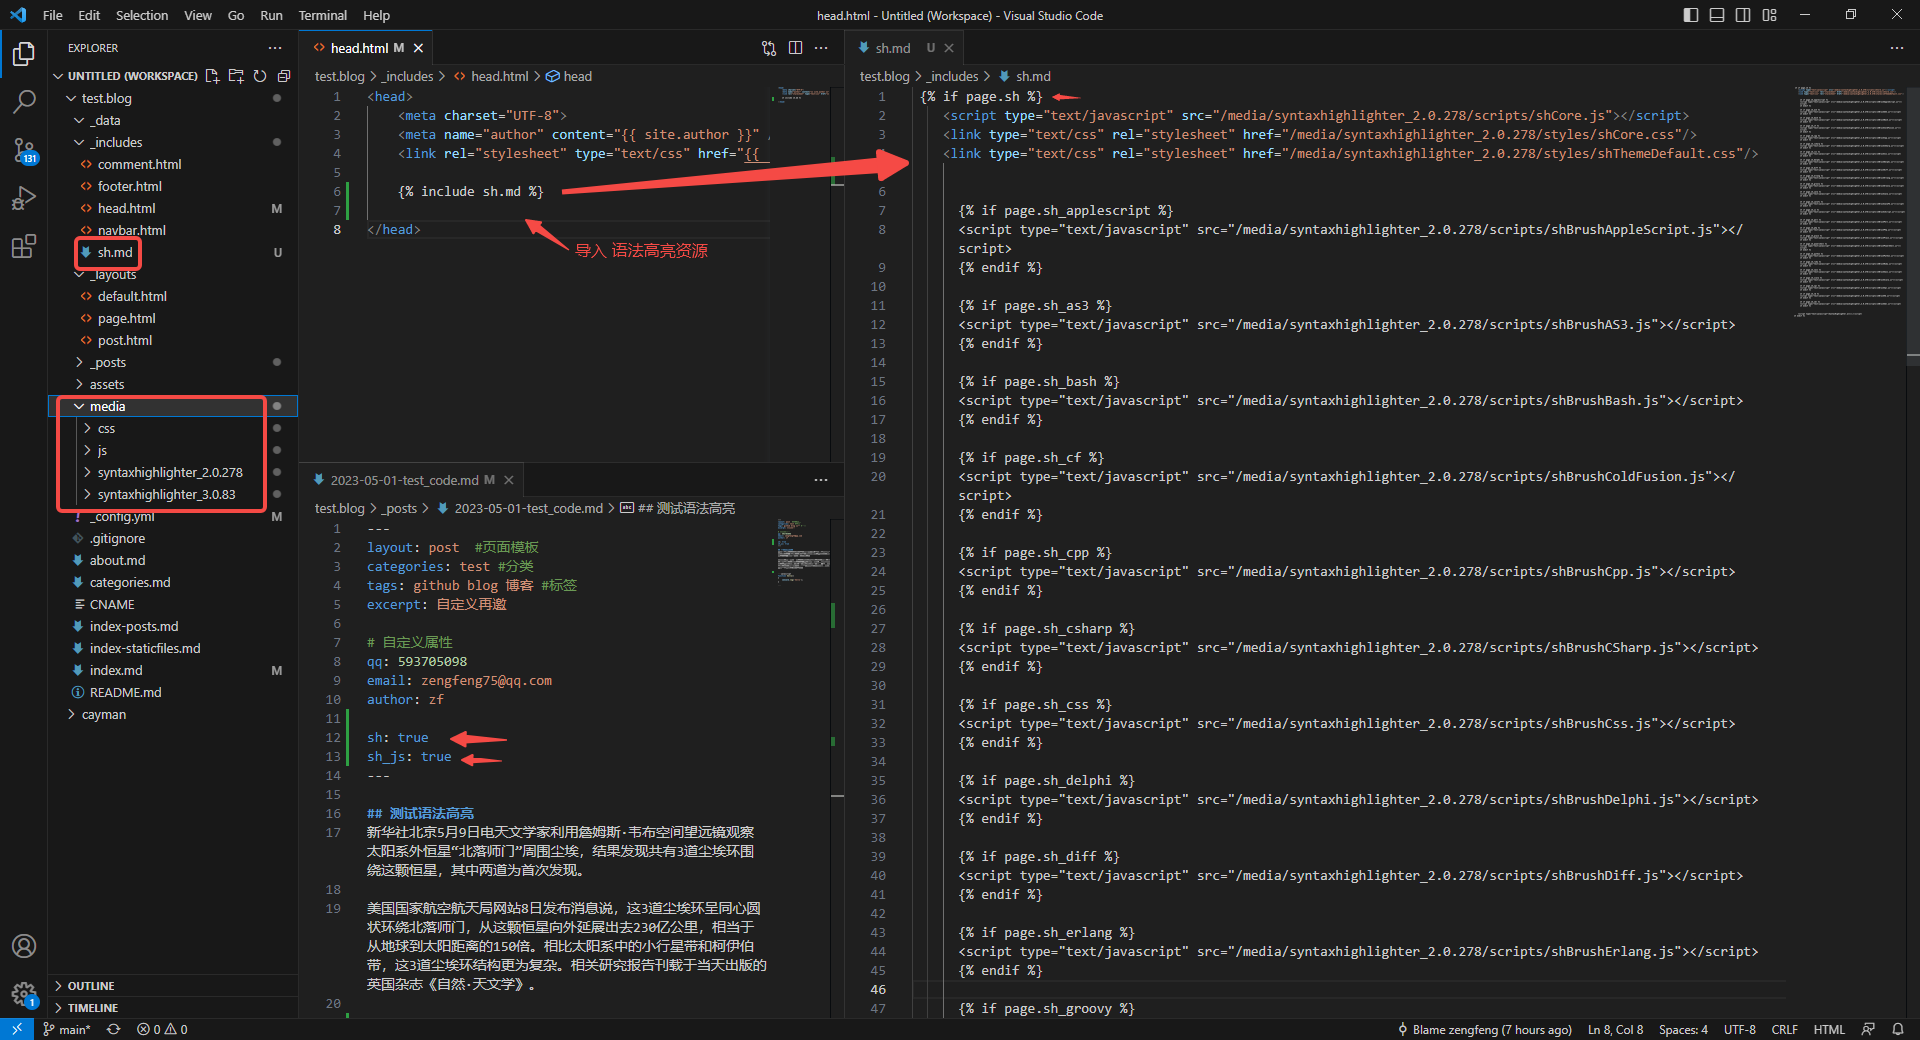 File Edit Selection View Go Run Terminal Help
head.html - Untitled (Workspace) - Visual Studio Code
EXPLORER
UNTITLED (WORKSPACE)
test.blog
_data
_includes
comment.html
footer.html
head.html M
navbar.html
sh.md U
_layouts
default.html
page.html
post.html
_posts
assets
media
css
js
syntaxhighlighter_2.0.278
syntaxhighlighter_3.0.83
_config.yml M
.gitignore
about.md
categories.md
CNAME
index-posts.md
index-staticfiles.md
index.md M
README.md
cayman
OUTLINE
TIMELINE
131
1
head.html M
test.blog > _includes > head.html > head
1 <head>
2 <meta charset="UTF-8">
3 <meta name="author" content="{{ site.author }}" /
4 <link rel="stylesheet" type="text/css" href="{{
5
6 {% include sh.md %}
7
8 </head>
导入 语法高亮资源
2023-05-01-test_code.md M
test.blog > _posts > 2023-05-01-test_code.md > ## 测试语法高亮
1 ---
2 layout: post #页面模板
3 categories: test #分类
4 tags: github blog 博客 #标签
5 excerpt: 自定义再邀
6
7 # 自定义属性
8 qq: 593705098
9 email: zengfeng75@qq.com
10 author: zf
11
12 sh: true
13 sh_js: true
14 ---
15
16 ## 测试语法高亮
17 新华社北京5月9日电天文学家利用詹姆斯·韦布空间望远镜观察
太阳系外恒星“北落师门”周围尘埃，结果发现共有3道尘埃环围
绕这颗恒星，其中两道为首次发现。
18
19 美国国家航空航天局网站8日发布消息说，这3道尘埃环呈同心圆
状环绕北落师门，从这颗恒星向外延展出去230亿公里，相当于
从地球到太阳距离的150倍。相比太阳系中的小行星带和柯伊伯
带，这3道尘埃环结构更为复杂。相关研究报告刊载于当天出版的
英国杂志《自然·天文学》。
20
sh.md U
test.blog > _includes > sh.md
1 {% if page.sh %}
2 <script type="text/javascript" src="/media/syntaxhighlighter_2.0.278/scripts/shCore.js"></script>
3 <link type="text/css" rel="stylesheet" href="/media/syntaxhighlighter_2.0.278/styles/shCore.css"/>
<link type="text/css" rel="stylesheet" href="/media/syntaxhighlighter_2.0.278/styles/shThemeDefault.css"/>
6
7 {% if page.sh_applescript %}
8 <script type="text/javascript" src="/media/syntaxhighlighter_2.0.278/scripts/shBrushAppleScript.js"></
script>
9 {% endif %}
10
11 {% if page.sh_as3 %}
12 <script type="text/javascript" src="/media/syntaxhighlighter_2.0.278/scripts/shBrushAS3.js"></script>
13 {% endif %}
14
15 {% if page.sh_bash %}
16 <script type="text/javascript" src="/media/syntaxhighlighter_2.0.278/scripts/shBrushBash.js"></script>
17 {% endif %}
18
19 {% if page.sh_cf %}
20 <script type="text/javascript" src="/media/syntaxhighlighter_2.0.278/scripts/shBrushColdFusion.js"></
script>
21 {% endif %}
22
23 {% if page.sh_cpp %}
24 <script type="text/javascript" src="/media/syntaxhighlighter_2.0.278/scripts/shBrushCpp.js"></script>
25 {% endif %}
26
27 {% if page.sh_csharp %}
28 <script type="text/javascript" src="/media/syntaxhighlighter_2.0.278/scripts/shBrushCSharp.js"></script>
29 {% endif %}
30
31 {% if page.sh_css %}
32 <script type="text/javascript" src="/media/syntaxhighlighter_2.0.278/scripts/shBrushCss.js"></script>
33 {% endif %}
34
35 {% if page.sh_delphi %}
36 <script type="text/javascript" src="/media/syntaxhighlighter_2.0.278/scripts/shBrushDelphi.js"></script>
37 {% endif %}
38
39 {% if page.sh_diff %}
40 <script type="text/javascript" src="/media/syntaxhighlighter_2.0.278/scripts/shBrushDiff.js"></script>
41 {% endif %}
42
43 {% if page.sh_erlang %}
44 <script type="text/javascript" src="/media/syntaxhighlighter_2.0.278/scripts/shBrushErlang.js"></script>
45 {% endif %}
46
47 {% if page.sh_groovy %}
main* 0 0
Blame zengfeng (7 hours ago) Ln 8, Col 8 Spaces: 4 UTF-8 CRLF HTML